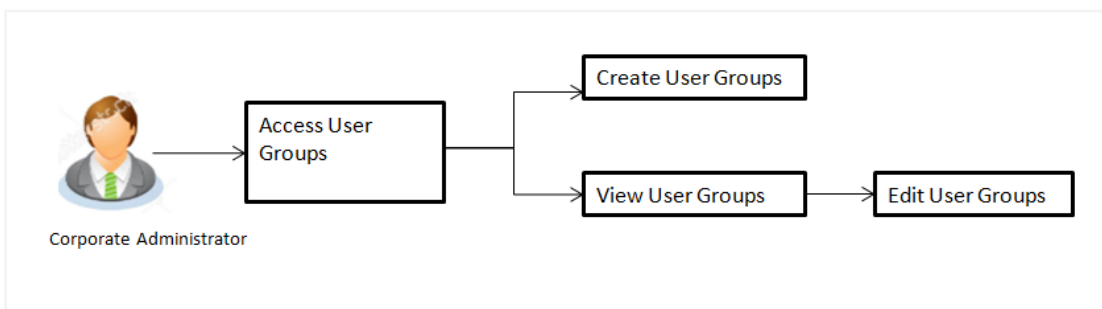 Create User Groups
Access User
Groups
View User Groups
Edit User Groups
Corporate Administrator